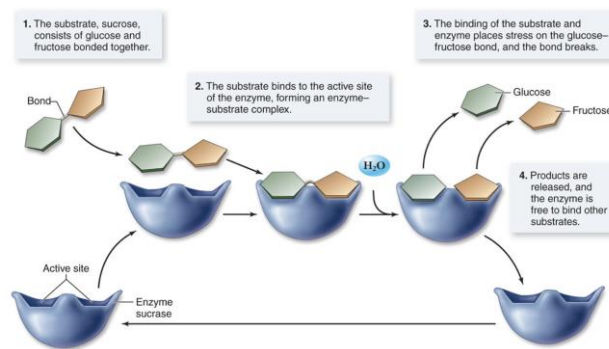 1. The substrate, sucrose,
consists of glucose and
fructose bonded together.
Bond
2. The substrate binds to the active site
of the enzyme, forming an enzyme–
substrate complex.
3. The binding of the substrate and
enzyme places stress on the glucose–
fructose bond, and the bond breaks.
Glucose
Fructose
H₂O
4. Products are
released, and
the enzyme is
free to bind other
substrates.
Active site
Enzyme
sucrase